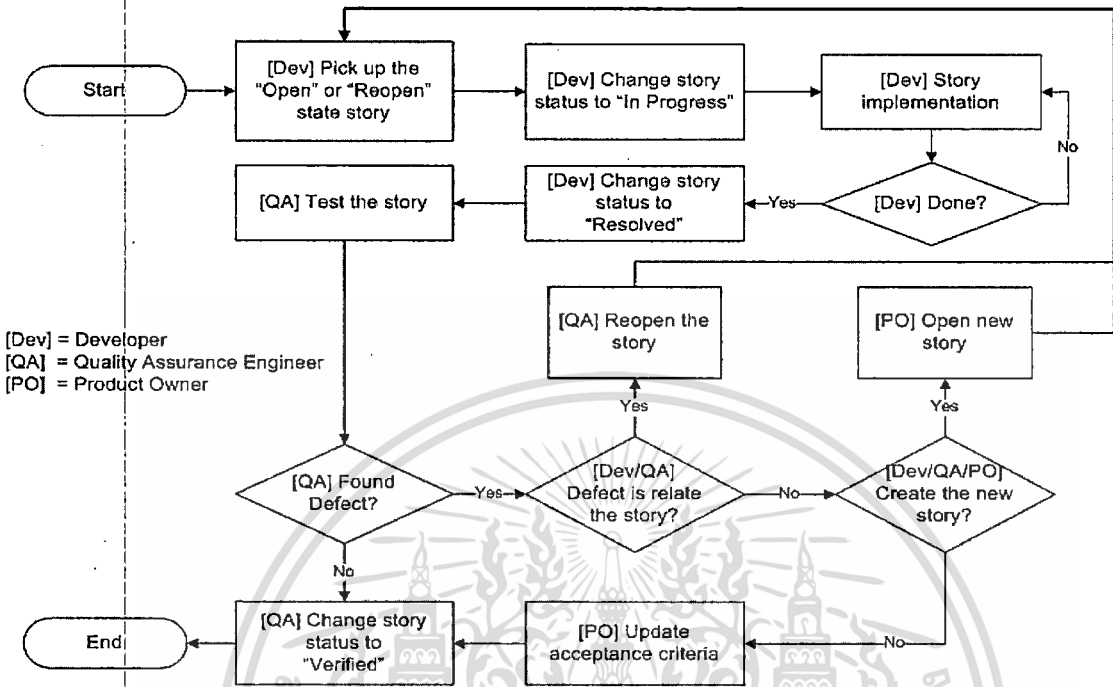 Start
[Dev] Pick up the
"Open" or "Reopen"
state story
[Dev] Change story
status to "In Progress"
[Dev] Story
implementation
No
[QA] Test the story
[Dev] Change story
status to
"Resolved"
Yes
[Dev] Done?
[Dev] = Developer
[QA] = Quality Assurance Engineer
[PO] = Product Owner
[QA] Reopen the
story
[PO] Open new
story
Yes
Yes
[QA] Found
Defect?
Yes
[Dev/QA]
Defect is relate
the story?
No
[Dev/QA/PO]
Create the new
story?
No
End
[QA] Change story
status to
"Verified"
[PO] Update
acceptance criteria
No